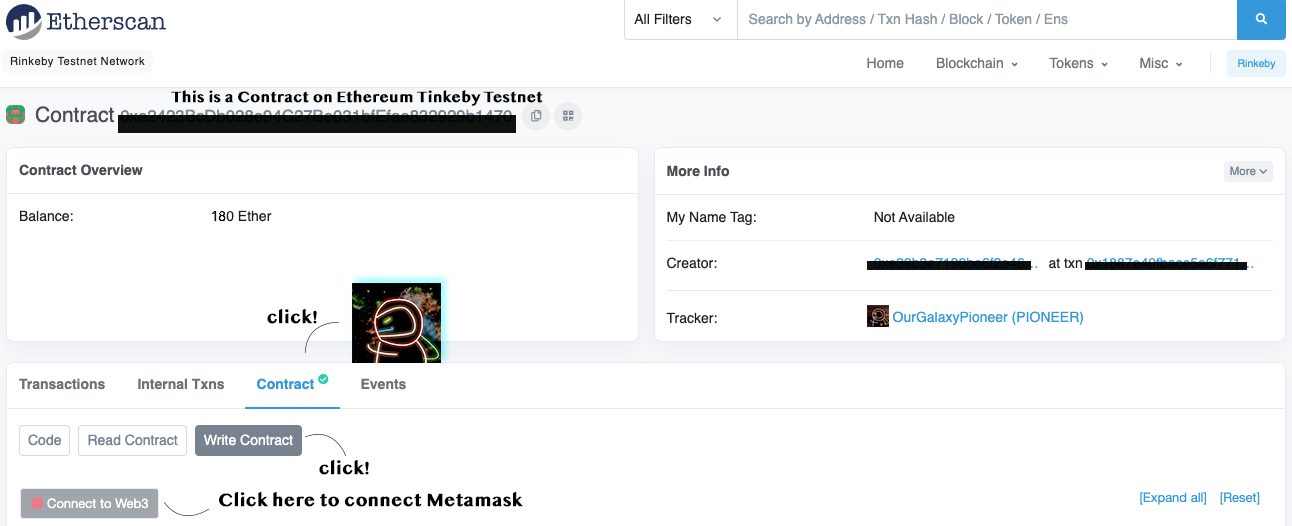 Etherscan
All Filters
Search by Address / Txn Hash / Block / Token / Ens
Rinkeby Testnet Network
Home Blockchain Tokens Misc Rinkeby
This is a Contract on Ethereum Tinkeby Testnet
Contract
Contract Overview
Balance: 180 Ether
More Info More
My Name Tag: Not Available
Creator: at txn
Tracker: OurGalaxyPioneer (PIONEER)
click!
Transactions Internal Txns Contract Events
Code Read Contract Write Contract
click!
Connect to Web3
Click here to connect Metamask
[Expand all] [Reset]